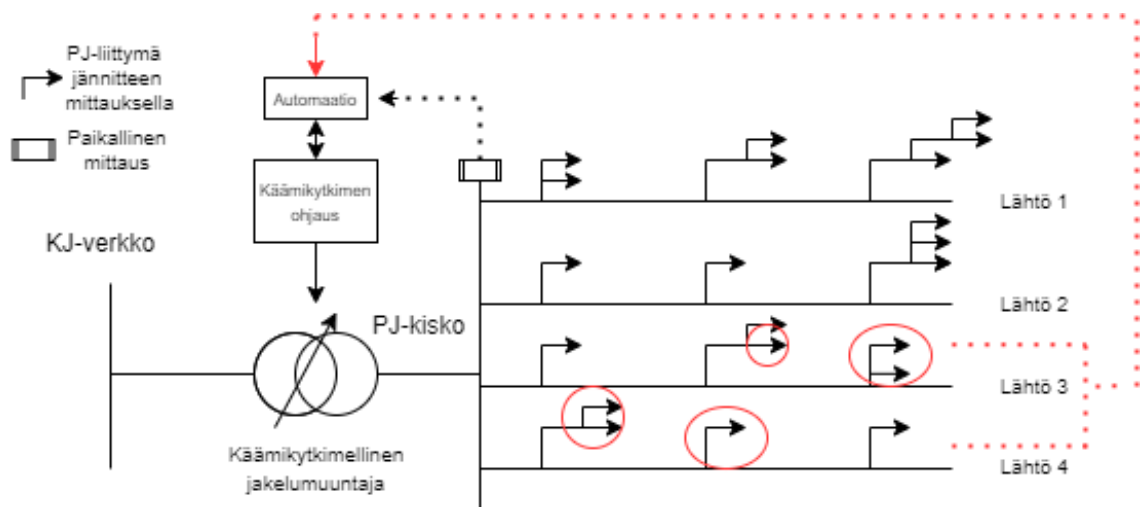 PJ-liittymä
jännitteen
mittauksella
Paikallinen
mittaus
Automaatio
Käämikytkimen
ohjaus
KJ-verkko
PJ-kisko
Käämikytkimellinen
jakelumuuntaja
Lähtö 1
Lähtö 2
Lähtö 3
Lähtö 4